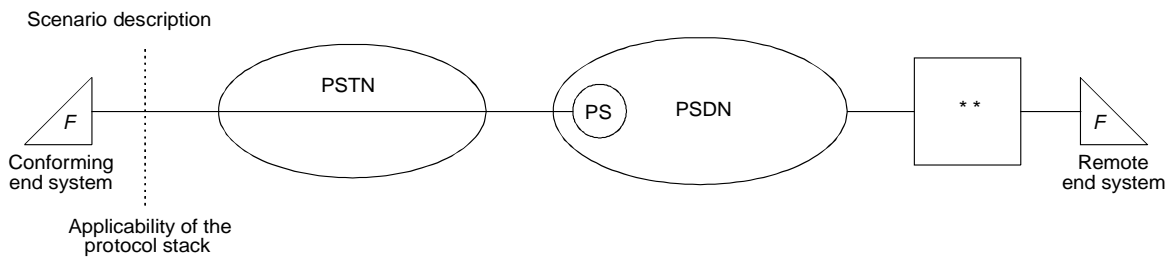 Scenario description
PSTN
PS
PSDN
* *
F
F
Conforming
end system
Remote
end system
Applicability of the
protocol stack